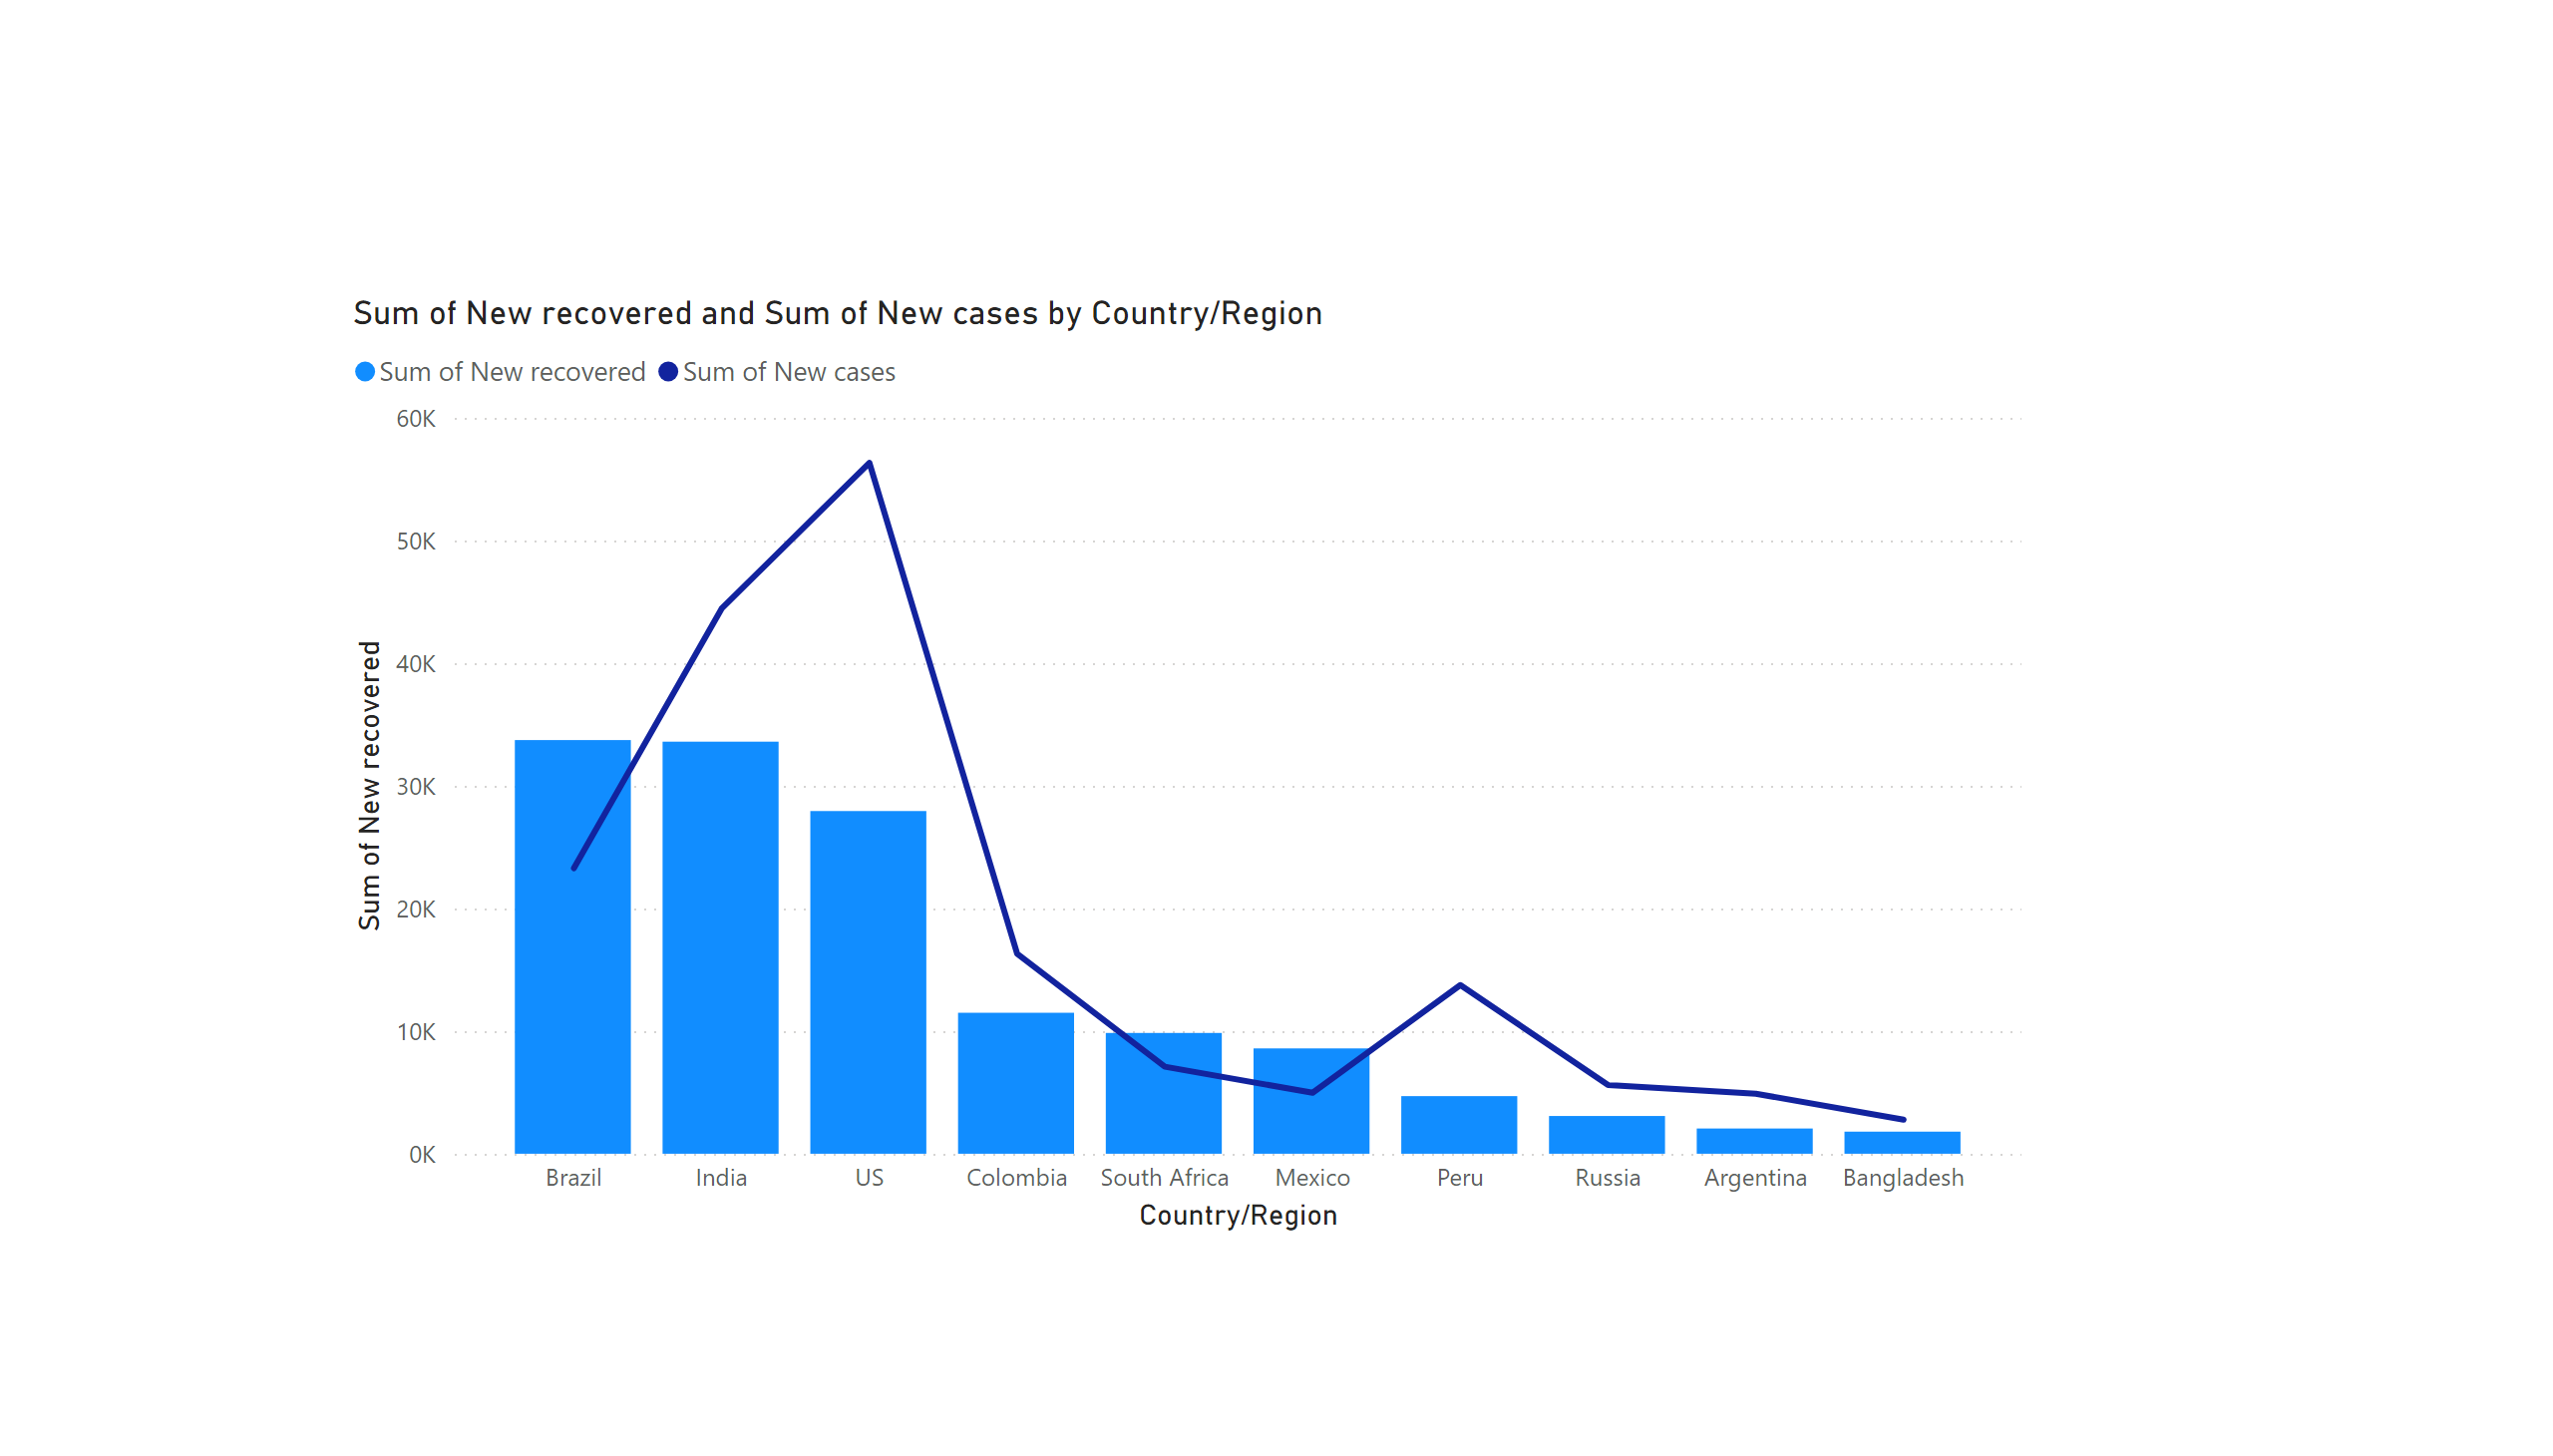 Sum of New recovered and Sum of New cases by Country/Region
Sum of New recovered Sum of New cases
60K
50K
40K
30K
20K
10K
0K
Sum of New recovered
Brazil India US Colombia South Africa Mexico Peru Russia Argentina Bangladesh
Country/Region